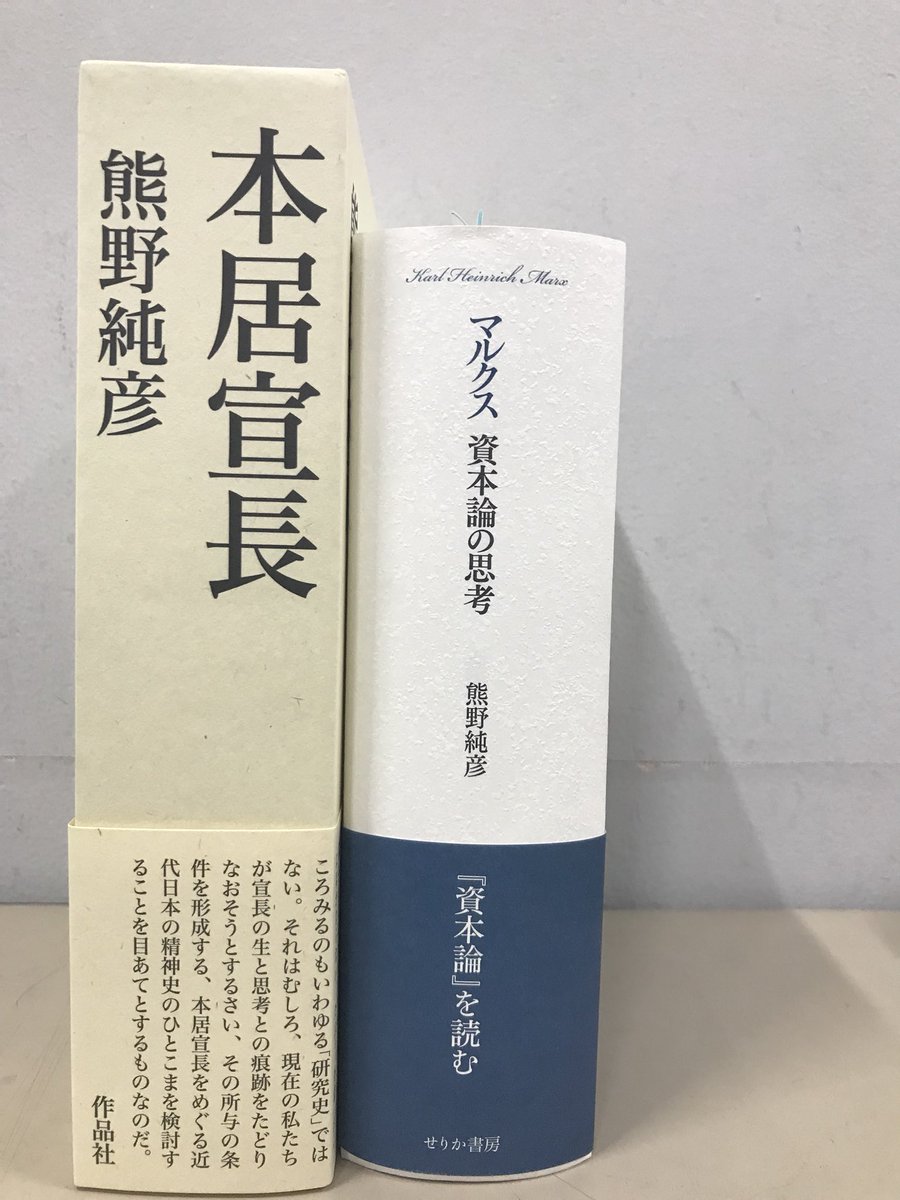 本居宣長
熊野純彦
ころみるのもいわゆる「研究史」では
ない。それはむしろ、現在の私たち
が宣長の生と思考との痕跡をたどり
なおそうとするさい、その所与の条
件を形成する、本居宣長をめぐる近
代日本の精神史のひとこまを検討す
ることを目あてとするものなのだ。
作品社
Karl Heinrich Marx
マルクス 資本論の思考
熊野純彦
『資本論』を読む
せりか書房